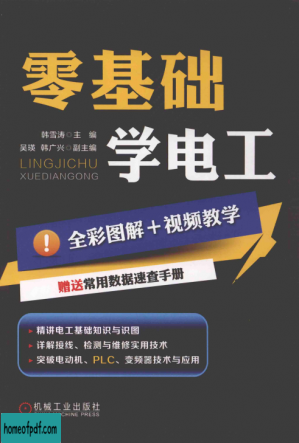 零基础
学电工
韩雪涛◎主 编
吴瑛 韩广兴◎副主编
LINGJICHU
XUEDIANGONG
! 全彩图解+视频教学
赠送常用数据速查手册
▸ 精讲电工基础知识与识图
▸ 详解接线、检测与维修实用技术
▸ 突破电动机、PLC、变频器技术与应用
机械工业出版社
CHINA MACHINE PRESS
homeofpdf.com